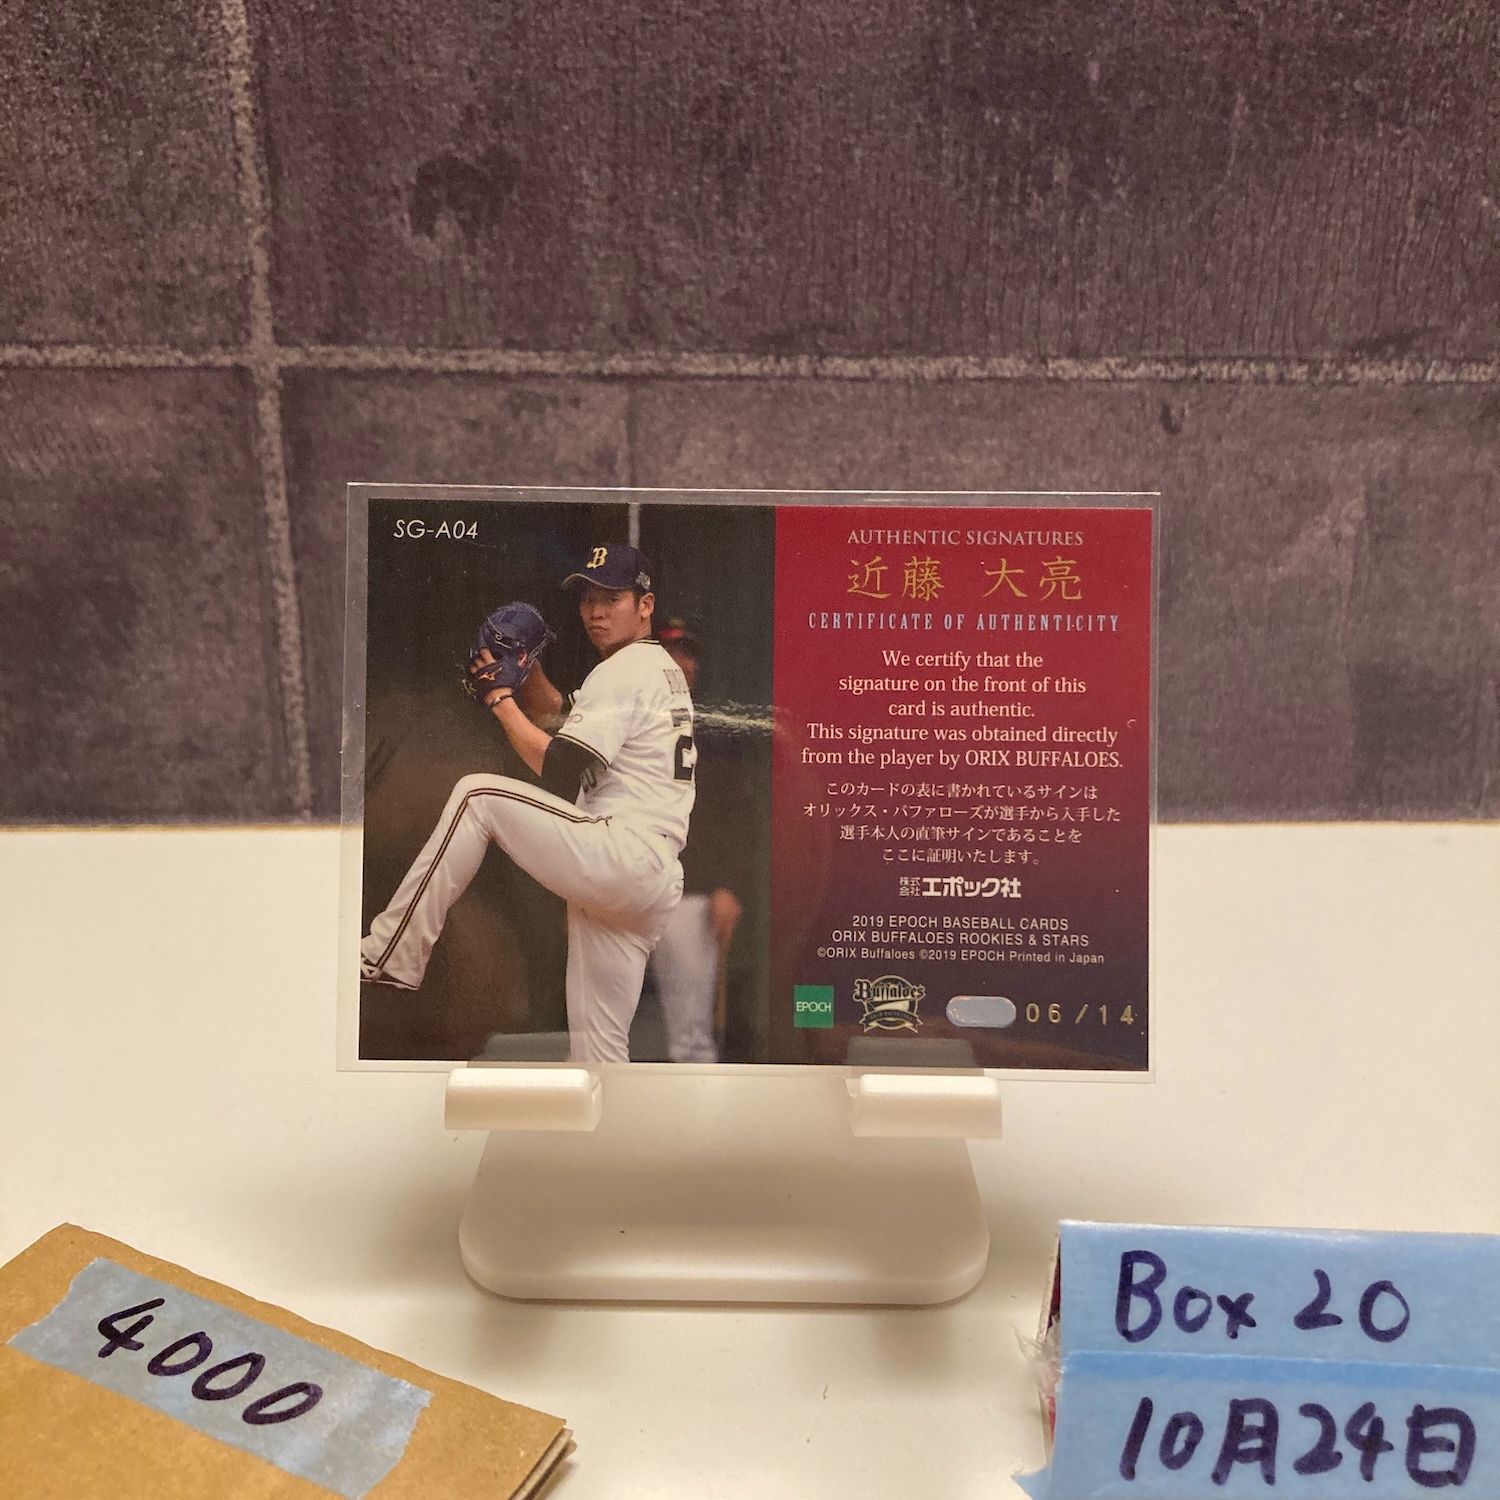 SG-A04
B
2
AUTHENTIC SIGNATURES
近藤 大亮
CERTIFICATE OF AUTHENTICITY
We certify that the
signature on the front of this
card is authentic.
This signature was obtained directly
from the player by ORIX BUFFALOES.
このカードの表に書かれているサインは
オリックス・バファローズが選手から入手した
選手本人の直筆サインであることを
ここに証明いたします。
株式会社エポック社
2019 EPOCH BASEBALL CARDS
ORIX BUFFALOES ROOKIES & STARS
©ORIX Buffaloes ©2019 EPOCH Printed in Japan
EPOCH
Buffaloes
06/14
4000
Box 20
10月24日